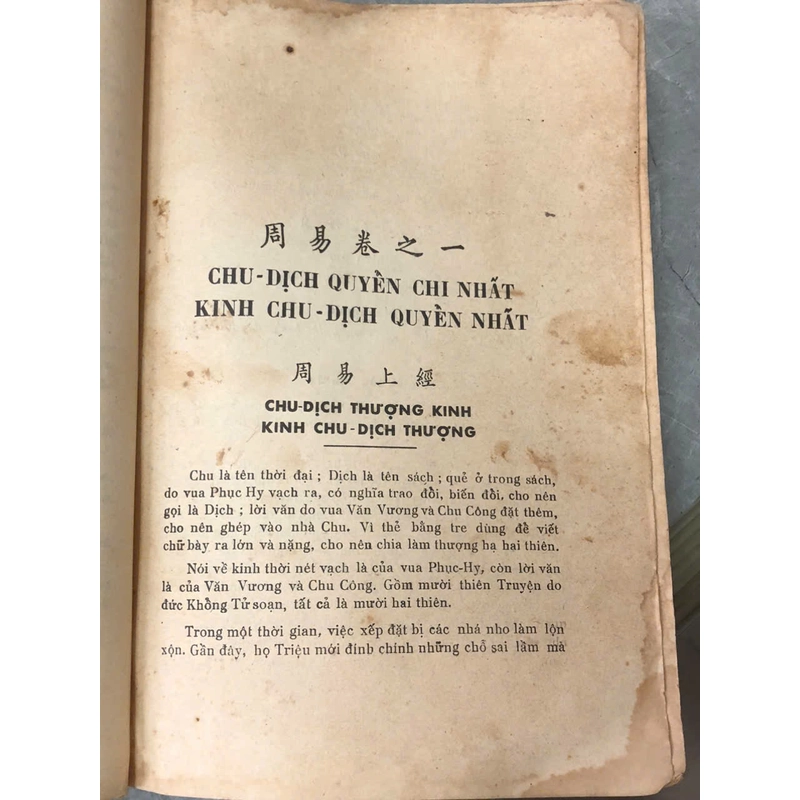 周易卷之一
CHU-DỊCH QUYỀN CHI NHẤT
KINH CHU-DỊCH QUYỀN NHẤT
周易上經
CHU-DỊCH THƯỢNG KINH
KINH CHU-DỊCH THƯỢNG
Chu là tên thời đại ; Dịch là tên sách ; quẻ ở trong sách,
do vua Phục Hy vạch ra, có nghĩa trao đổi, biến đổi, cho nên
gọi là Dịch ; lời văn do vua Văn Vương và Chu Công đặt thêm,
cho nên ghép vào nhà Chu. Vì thẻ bằng tre dùng để viết
chữ bày ra lớn và nặng, cho nên chia làm thượng hạ hai thiên.
Nói về kinh thời nét vạch là của vua Phục-Hy, còn lời văn
là của Văn Vương và Chu Công. Gồm mười thiên Truyện do
đức Khổng Tử soạn, tất cả là mười hai thiên.
Trong một thời gian, việc xếp đặt bị các nhá nho làm lộn
xộn. Gần đây, họ Triệu mới đính chính những chỗ sai lầm mà